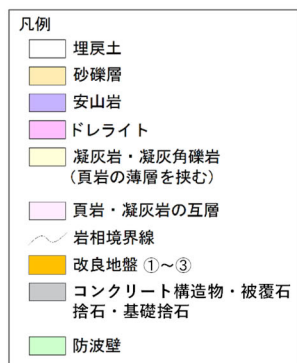 凡例
埋戻土
砂礫層
安山岩
ドレライト
凝灰岩・凝灰角礫岩
(頁岩の薄層を挟む)
頁岩・凝灰岩の互層
岩相境界線
改良地盤 ①～③
コンクリート構造物・被覆石
捨石・基礎捨石
防波壁